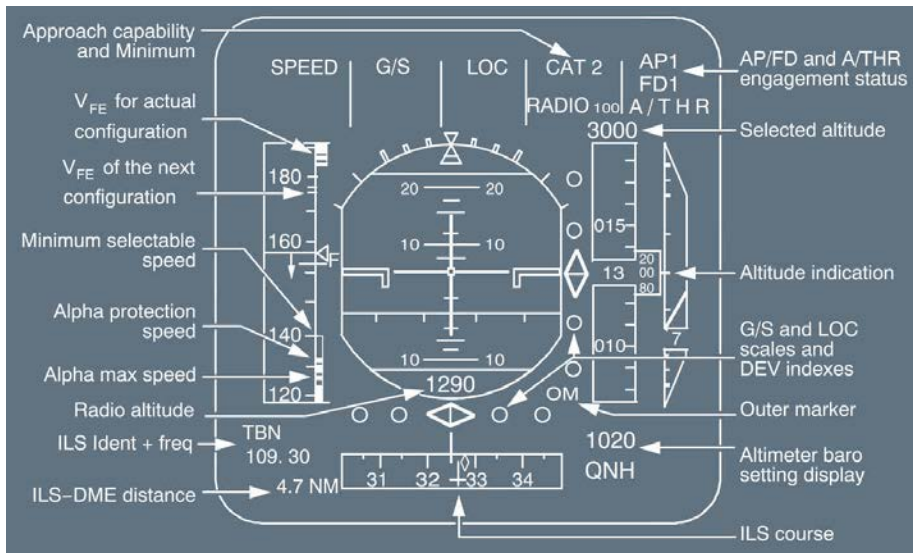 Approach capability
and Minimum
SPEED G/S LOC CAT 2 AP1
FD1
RADIO 100 A / T H R
AP/FD and A/THR
engagement status
3000
Selected altitude
VFE for actual
configuration
VFE of the next
configuration
Minimum selectable
speed
Alpha protection
speed
Alpha max speed
Radio altitude
ILS Ident + freq
ILS-DME distance
180
160
F
140
120
20 20
10 10
10 10
1290
015
13
20
00
80
010
7
Altitude indication
G/S and LOC
scales and
DEV indexes
OM
Outer marker
TBN
109. 30
4.7 NM
31 32 33 34
1020
QNH
Altimeter baro
setting display
ILS course